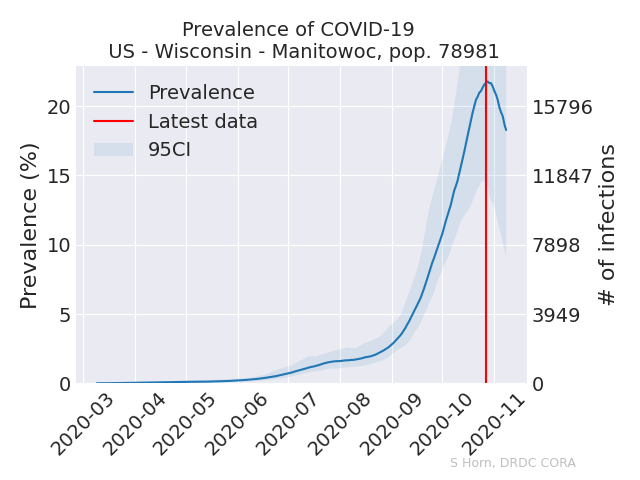 Prevalence of COVID-19
US - Wisconsin - Manitowoc, pop. 78981
Prevalence
Latest data
95CI
Prevalence (%)
20
15
10
5
0
15796
11847
7898
3949
0
# of infections
2020-03
2020-04
2020-05
2020-06
2020-07
2020-08
2020-09
2020-10
2020-11
S Horn, DRDC CORA